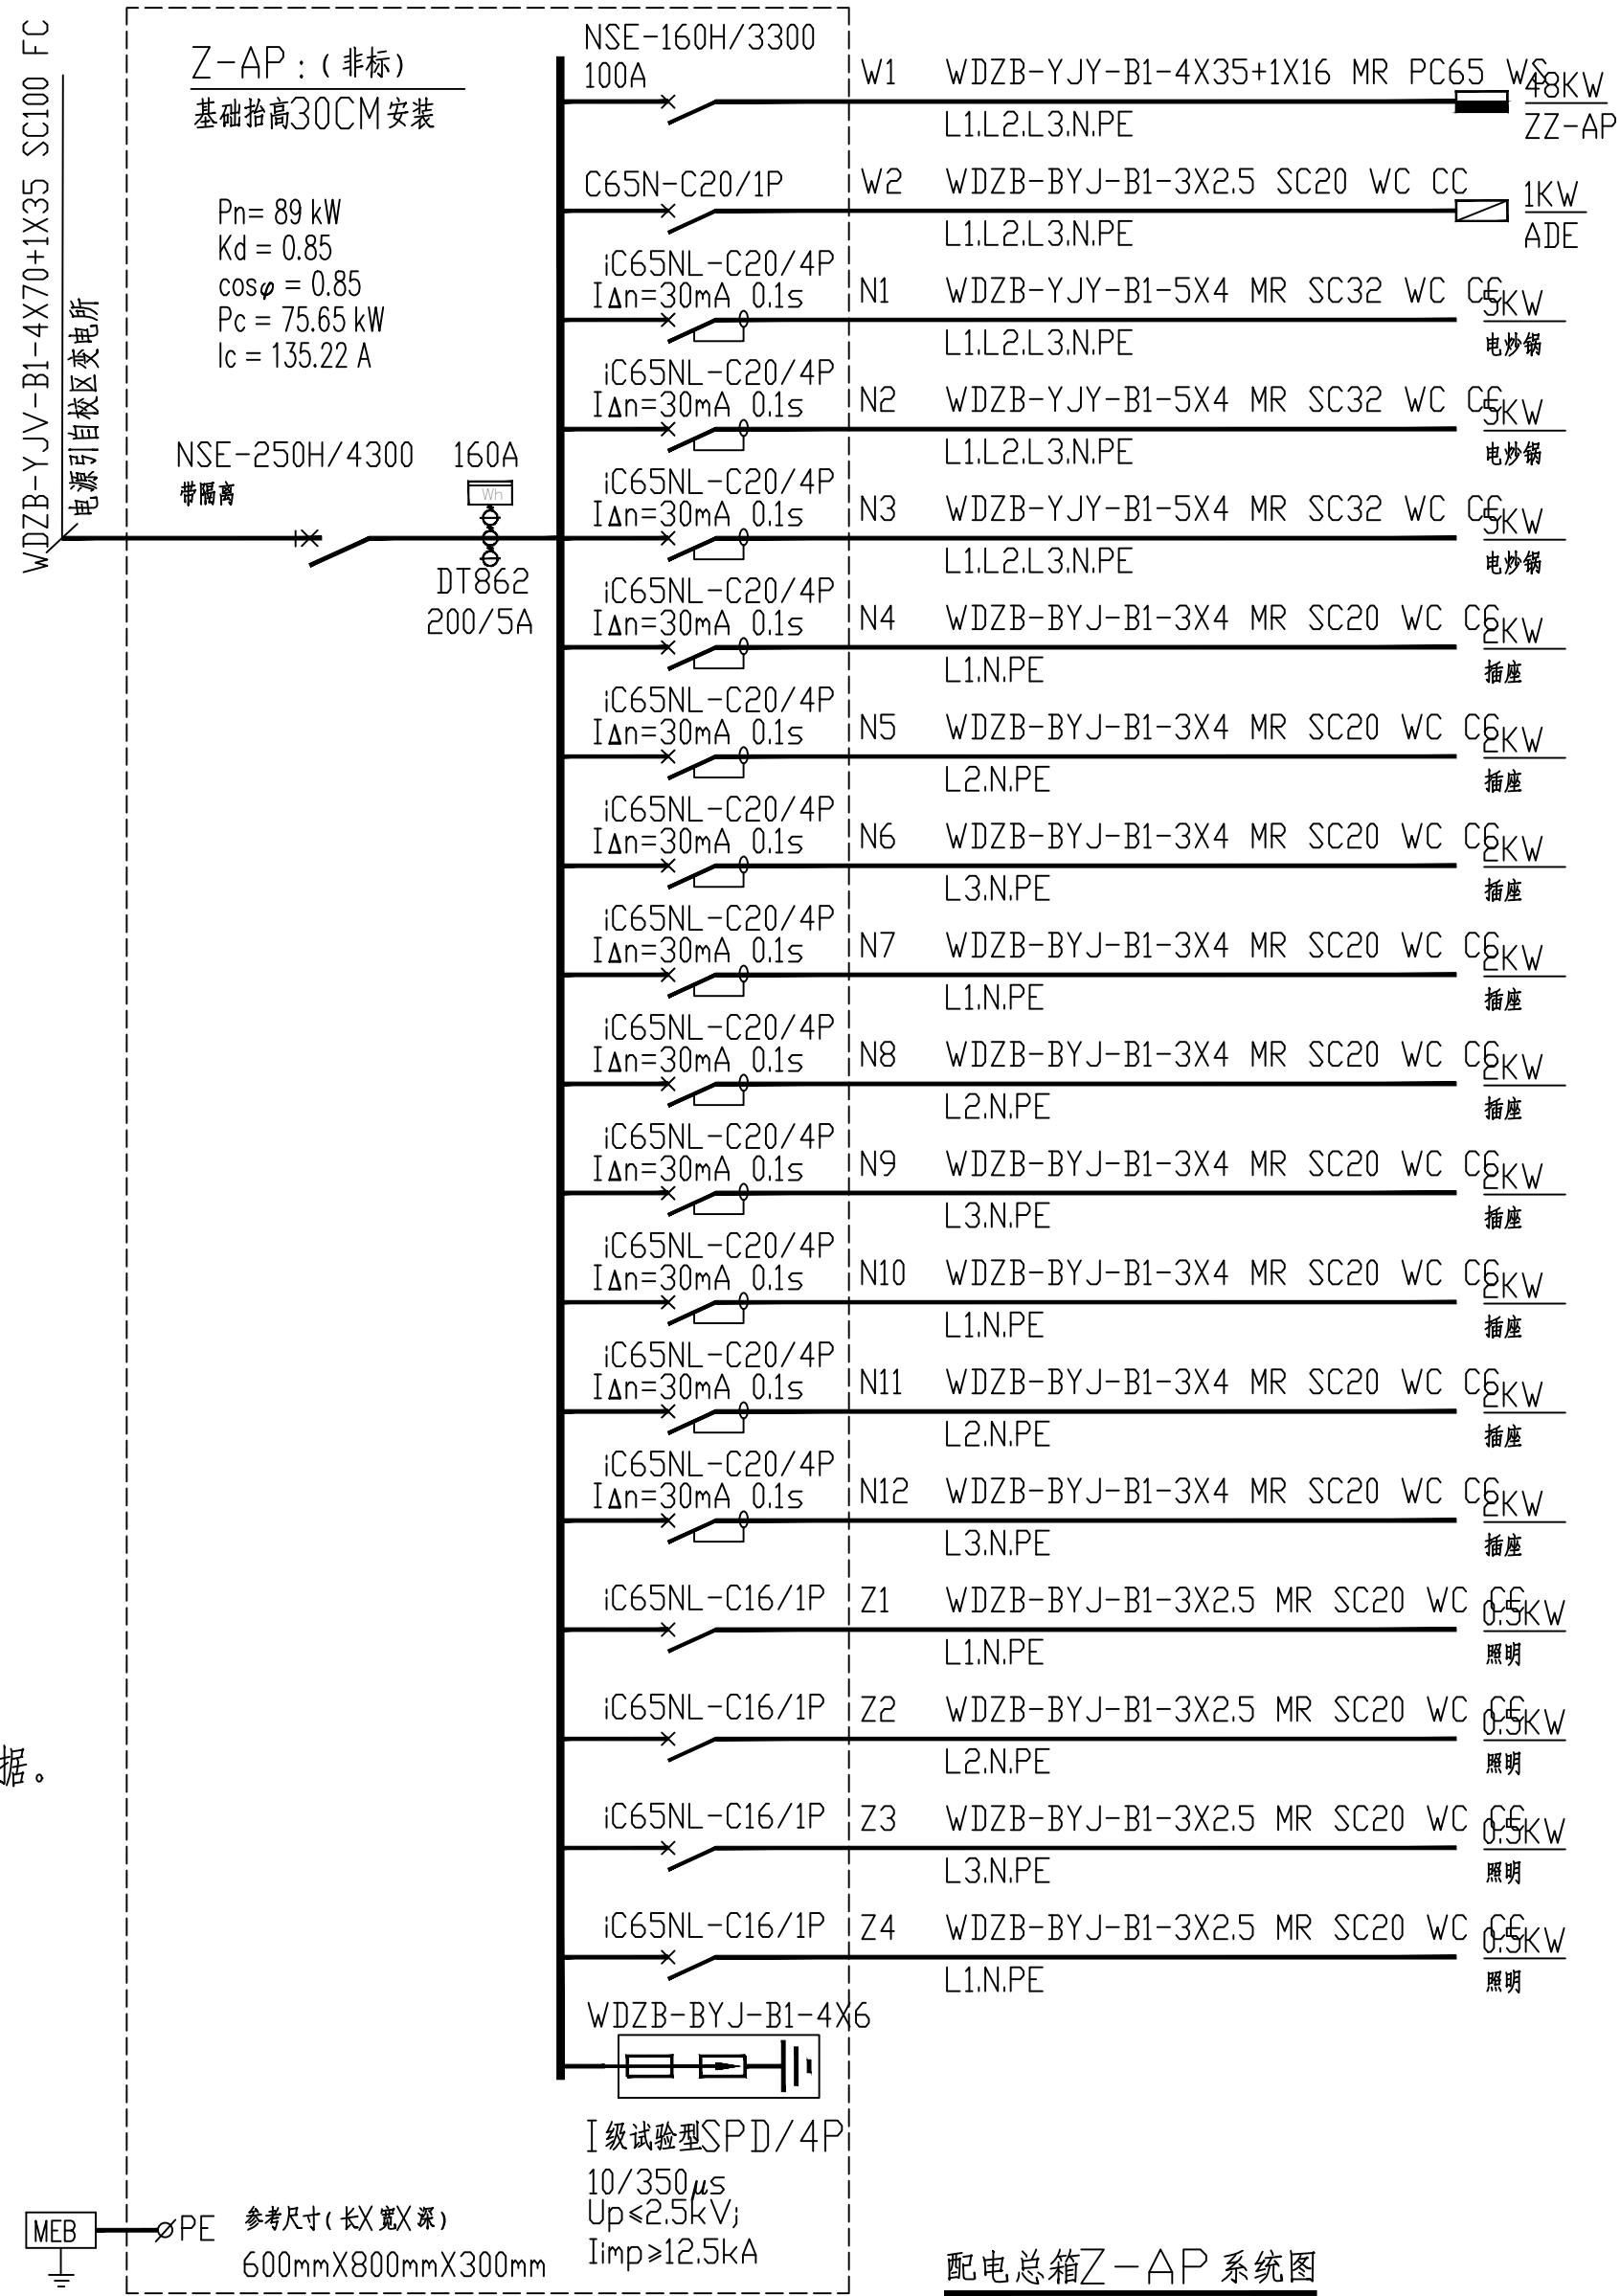 WDZB-YJV-B1-4X70+1X35 SC100 FC
电源引自校区变电所
Z-AP:(非标)
基础抬高30CM安装
Pn= 89 kW
Kd = 0.85
cosφ = 0.85
Pc = 75.65 kW
Ic = 135.22 A
NSE-250H/4300 160A
带隔离
Wh
DT862
200/5A
NSE-160H/3300
100A
W1 WDZB-YJY-B1-4X35+1X16 MR PC65 WS
48KW
L1.L2.L3.N.PE
ZZ-AP
C65N-C20/1P
W2 WDZB-BYJ-B1-3X2.5 SC20 WC CC
1KW
L1.L2.L3.N.PE
ADE
iC65NL-C20/4P
IΔn=30mA 0.1s
N1 WDZB-YJY-B1-5X4 MR SC32 WC CC
5KW
L1.L2.L3.N.PE
电炒锅
iC65NL-C20/4P
IΔn=30mA 0.1s
N2 WDZB-YJY-B1-5X4 MR SC32 WC CC
5KW
L1.L2.L3.N.PE
电炒锅
iC65NL-C20/4P
IΔn=30mA 0.1s
N3 WDZB-YJY-B1-5X4 MR SC32 WC CC
5KW
L1.L2.L3.N.PE
电炒锅
iC65NL-C20/4P
IΔn=30mA 0.1s
N4 WDZB-BYJ-B1-3X4 MR SC20 WC CC
2KW
L1.N.PE
插座
iC65NL-C20/4P
IΔn=30mA 0.1s
N5 WDZB-BYJ-B1-3X4 MR SC20 WC CC
2KW
L2.N.PE
插座
iC65NL-C20/4P
IΔn=30mA 0.1s
N6 WDZB-BYJ-B1-3X4 MR SC20 WC CC
2KW
L3.N.PE
插座
iC65NL-C20/4P
IΔn=30mA 0.1s
N7 WDZB-BYJ-B1-3X4 MR SC20 WC CC
2KW
L1.N.PE
插座
iC65NL-C20/4P
IΔn=30mA 0.1s
N8 WDZB-BYJ-B1-3X4 MR SC20 WC CC
2KW
L2.N.PE
插座
iC65NL-C20/4P
IΔn=30mA 0.1s
N9 WDZB-BYJ-B1-3X4 MR SC20 WC CC
2KW
L3.N.PE
插座
iC65NL-C20/4P
IΔn=30mA 0.1s
N10 WDZB-BYJ-B1-3X4 MR SC20 WC CC
2KW
L1.N.PE
插座
iC65NL-C20/4P
IΔn=30mA 0.1s
N11 WDZB-BYJ-B1-3X4 MR SC20 WC CC
2KW
L2.N.PE
插座
iC65NL-C20/4P
IΔn=30mA 0.1s
N12 WDZB-BYJ-B1-3X4 MR SC20 WC CC
2KW
L3.N.PE
插座
iC65NL-C16/1P
Z1 WDZB-BYJ-B1-3X2.5 MR SC20 WC CC
0.5KW
L1.N.PE
照明
iC65NL-C16/1P
Z2 WDZB-BYJ-B1-3X2.5 MR SC20 WC CC
0.5KW
L2.N.PE
照明
据。
iC65NL-C16/1P
Z3 WDZB-BYJ-B1-3X2.5 MR SC20 WC CC
0.5KW
L3.N.PE
照明
iC65NL-C16/1P
Z4 WDZB-BYJ-B1-3X2.5 MR SC20 WC CC
0.5KW
L1.N.PE
照明
WDZB-BYJ-B1-4X6
I级试验型SPD/4P
10/350μs
Up≤2.5kV;
Iimp≥12.5kA
MEB
PE
参考尺寸(长X宽X深)
600mmX800mmX300mm
配电总箱Z-AP系统图